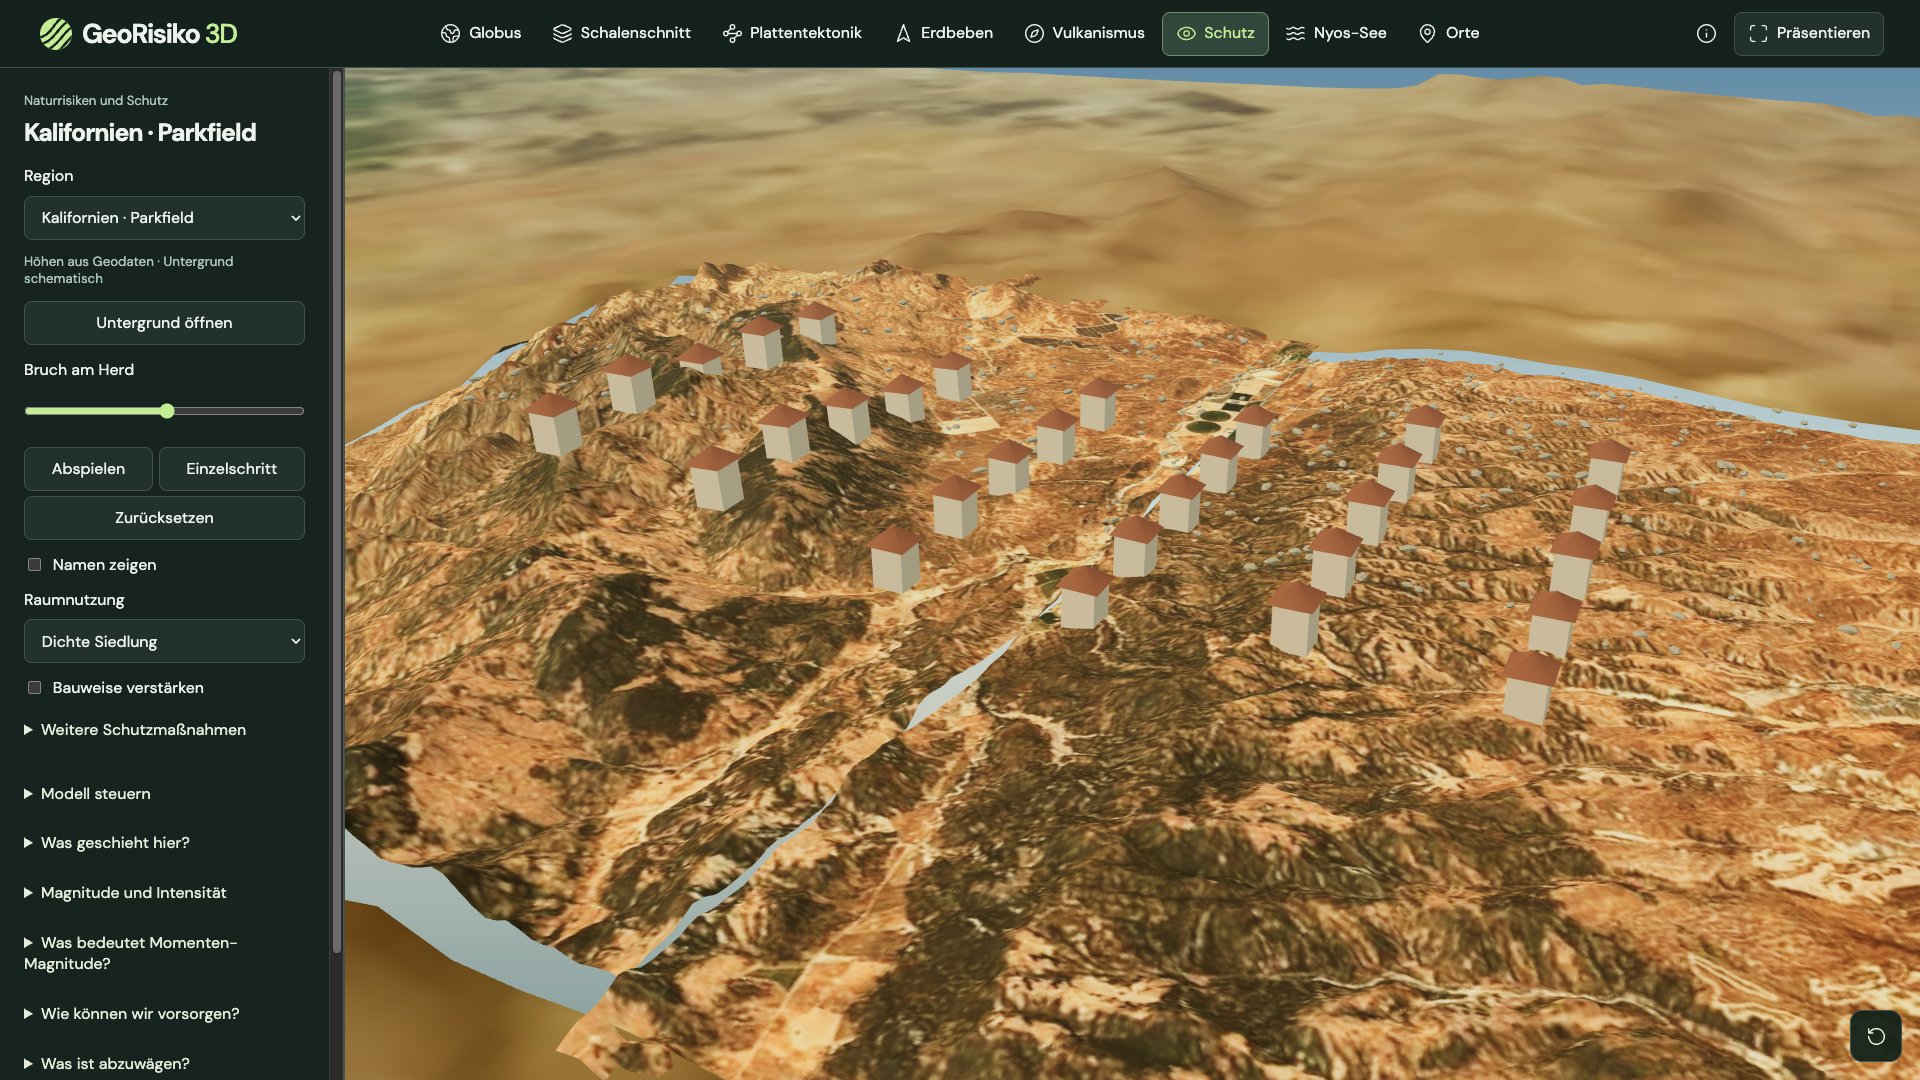 GeoRisiko 3D
Globus
Schalenschnitt
Plattentektonik
Erdbeben
Vulkanismus
Schutz
Nyos-See
Orte
Präsentieren
Naturrisiken und Schutz
Kalifornien · Parkfield
Region
Kalifornien · Parkfield
Höhen aus Geodaten · Untergrund
schematisch
Untergrund öffnen
Bruch am Herd
Abspielen
Einzelschritt
Zurücksetzen
Namen zeigen
Raumnutzung
Dichte Siedlung
Bauweise verstärken
Weitere Schutzmaßnahmen
Modell steuern
Was geschieht hier?
Magnitude und Intensität
Was bedeutet Momenten-
Magnitude?
Wie können wir vorsorgen?
Was ist abzuwägen?